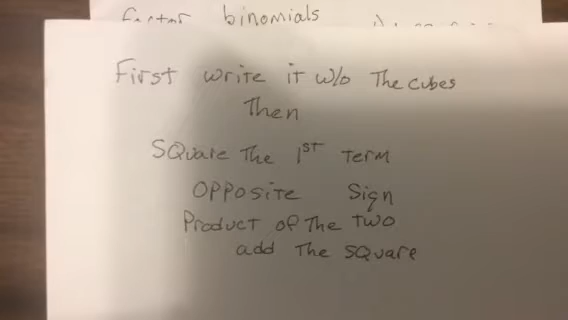 factor binomials
First write it w/o The cubes
Then
SQuare The 1ST Term
OPPOSITE Sign
Product of The Two
add The SQuare